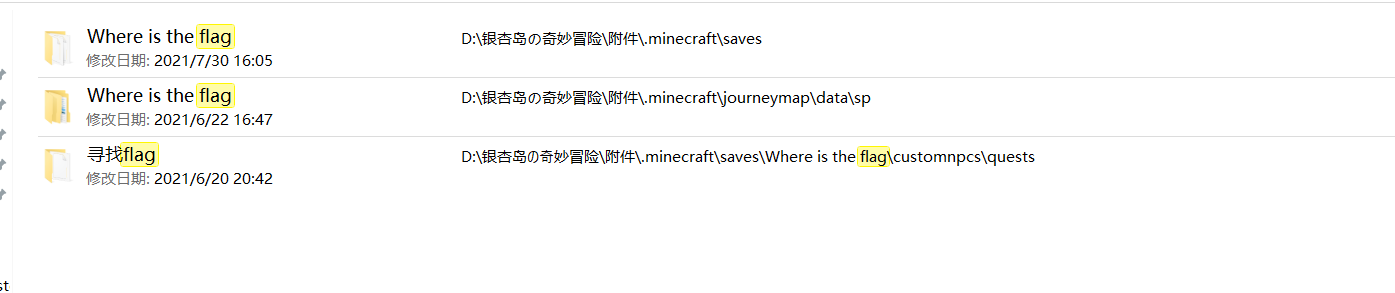 Where is the flag
D:\银杏岛の奇妙冒险\附件\.minecraft\saves
修改日期: 2021/7/30 16:05
Where is the flag
D:\银杏岛の奇妙冒险\附件\.minecraft\journeymap\data\sp
修改日期: 2021/6/22 16:47
寻找flag
D:\银杏岛の奇妙冒险\附件\.minecraft\saves\Where is the flag\customnpcs\quests
修改日期: 2021/6/20 20:42
st